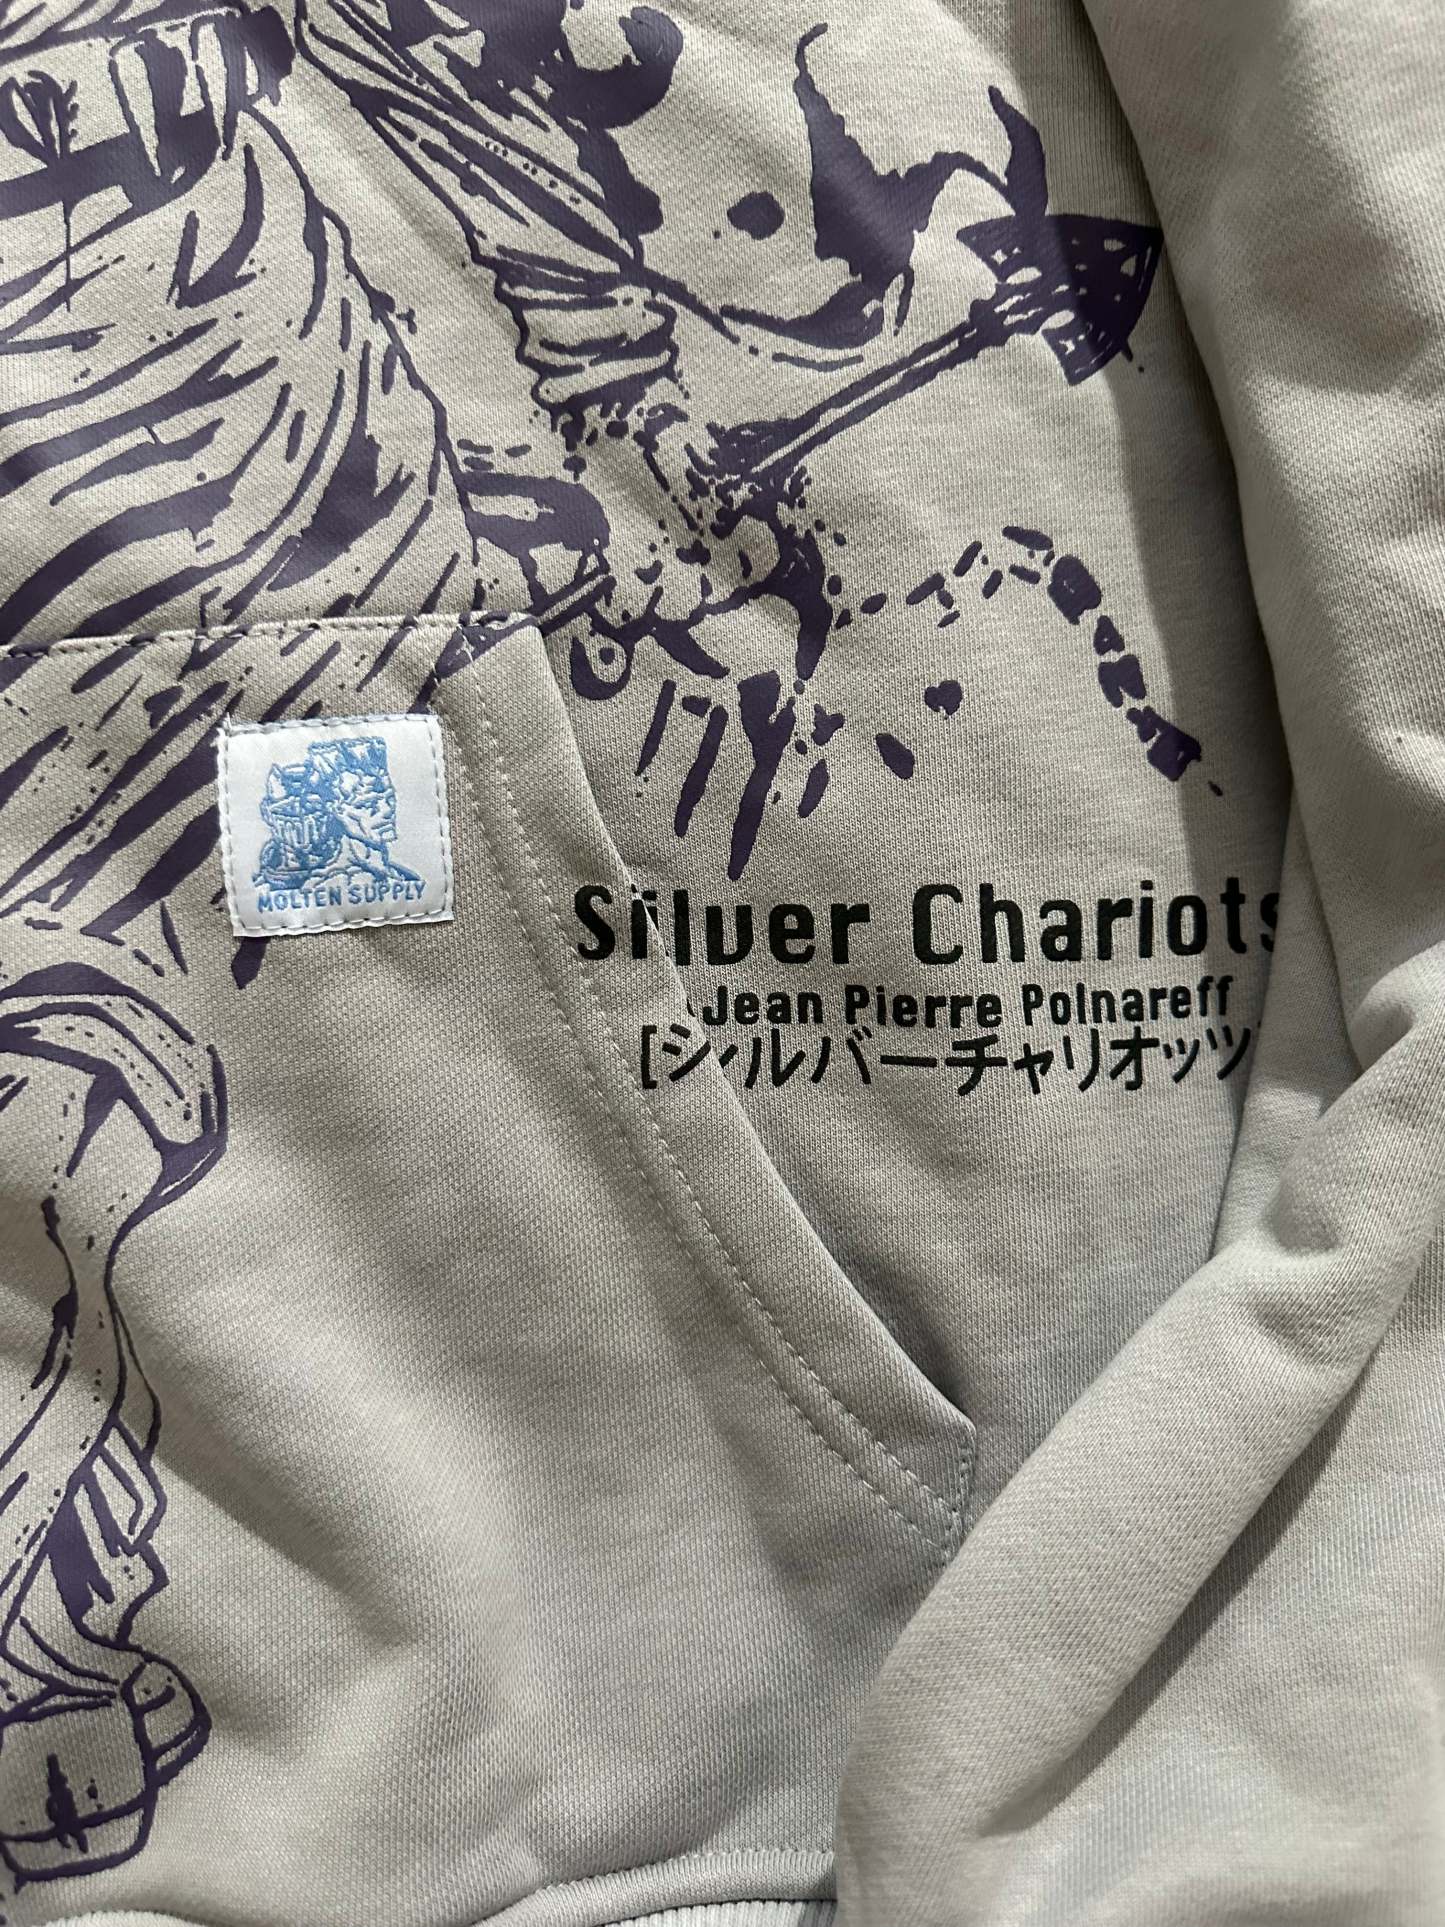 MOLTEN SUPPLY
Silver Chariots
Jean Pierre Polnareff
[シルバーチャリオッツ